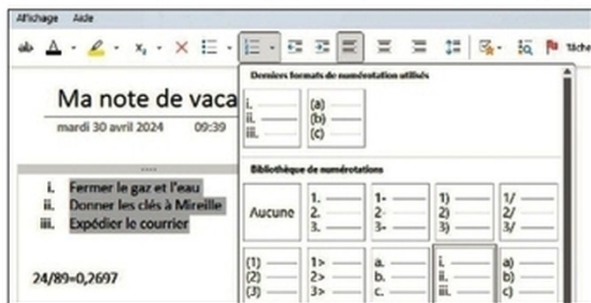 Affichage Aide
ab A x, Tâche
Derniers formats de numérotation utilisés
i. (a)
ii. (b)
iii. (c)
Ma note de vaca
mardi 30 avril 2024 09:39
Bibliothèque de numérotations
i. Fermer le gaz et l'eau
ii. Donner les clés à Mireille
iii. Expédier le courrier
Aucune 1. 1- 1) 1/
2. 2- 2) 2/
3. 3- 3) 3/
(1) 1> a. i. a)
(2) 2> b. ii. b)
(3) 3> c. iii. c)
24/89=0,2697